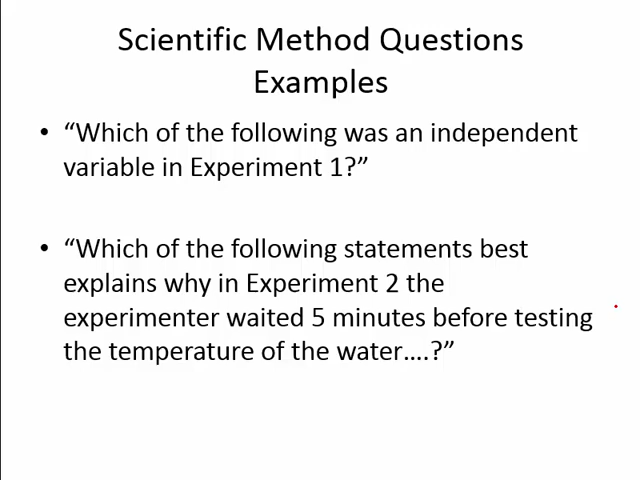 Scientific Method Questions
Examples
• “Which of the following was an independent
variable in Experiment 1?”
• “Which of the following statements best
explains why in Experiment 2 the
experimenter waited 5 minutes before testing
the temperature of the water….?”